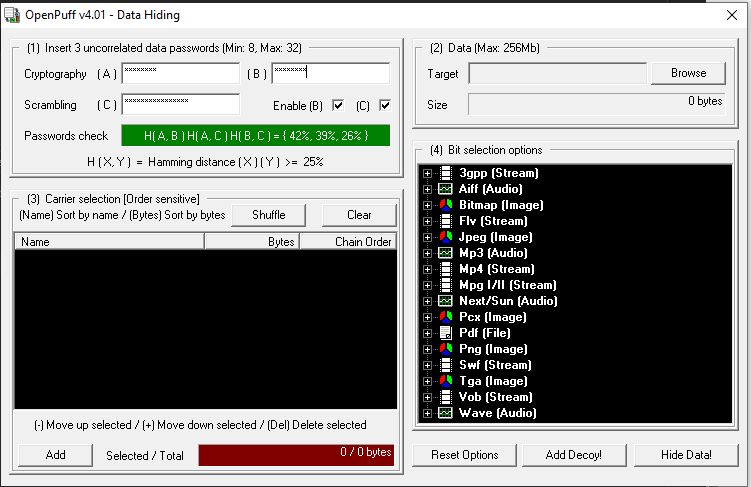 OpenPuff v4.01 - Data Hiding
(1) Insert 3 uncorrelated data passwords (Min: 8, Max: 32)
Cryptography (A) xxxxxxxx (B) xxxxxxxx
Scrambling (C) xxxxxxxxxxxxxxx Enable (B) (C)
Passwords check H( A, B ) H( A, C ) H( B, C ) = { 42%, 39%, 26% }
H ( X, Y ) = Hamming distance ( X ) ( Y ) >= 25%
(2) Data (Max: 256Mb)
Target Browse
Size 0 bytes
(3) Carrier selection [Order sensitive]
(Name) Sort by name / (Bytes) Sort by bytes Shuffle Clear
Name Bytes Chain Order
(-) Move up selected / (+) Move down selected / (Del) Delete selected
Add Selected / Total 0 / 0 bytes
(4) Bit selection options
3gpp (Stream)
Aiff (Audio)
Bitmap (Image)
Flv (Stream)
Jpeg (Image)
Mp3 (Audio)
Mp4 (Stream)
Mpg I/II (Stream)
Next/Sun (Audio)
Pcx (Image)
Pdf (File)
Png (Image)
Swf (Stream)
Tga (Image)
Vob (Stream)
Wave (Audio)
Reset Options Add Decoy! Hide Data!